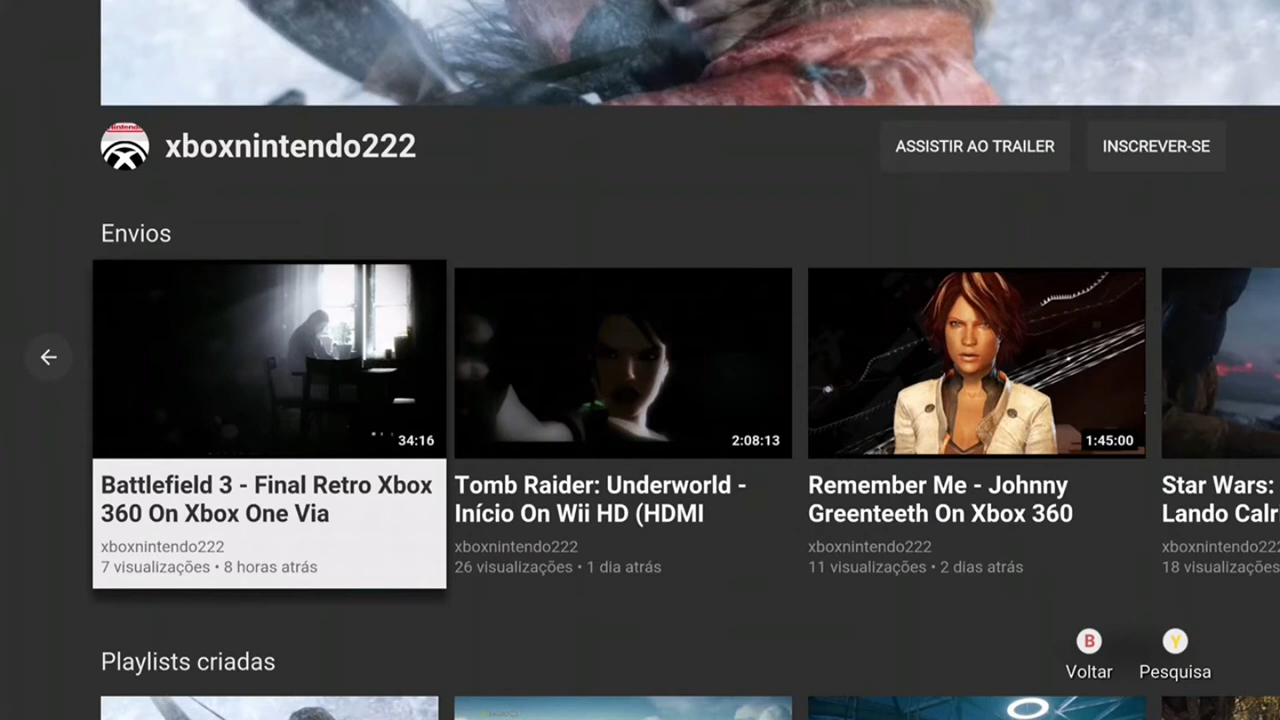 Nintendo
xboxnintendo222
ASSISTIR AO TRAILER
INSCREVER-SE
Envios
34:16
2:08:13
1:45:00
Battlefield 3 - Final Retro Xbox
360 On Xbox One Via
xboxnintendo222
7 visualizações • 8 horas atrás
Tomb Raider: Underworld -
Início On Wii HD (HDMI
xboxnintendo222
26 visualizações • 1 dia atrás
Remember Me - Johnny
Greenteeth On Xbox 360
xboxnintendo222
11 visualizações • 2 dias atrás
Star Wars:
Lando Calr
xboxnintendo222
18 visualizações
B
Voltar
Y
Pesquisa
Playlists criadas